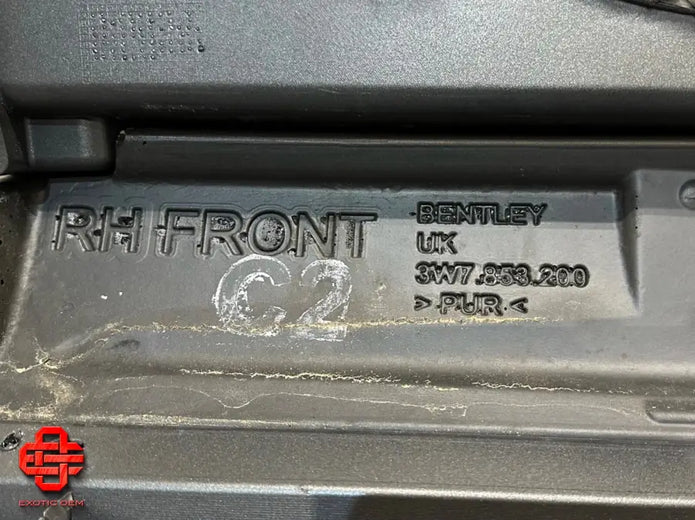 RH FRONT
C2
BENTLEY
UK
3W7.853.200
> PUR <
EXOTIC OEM